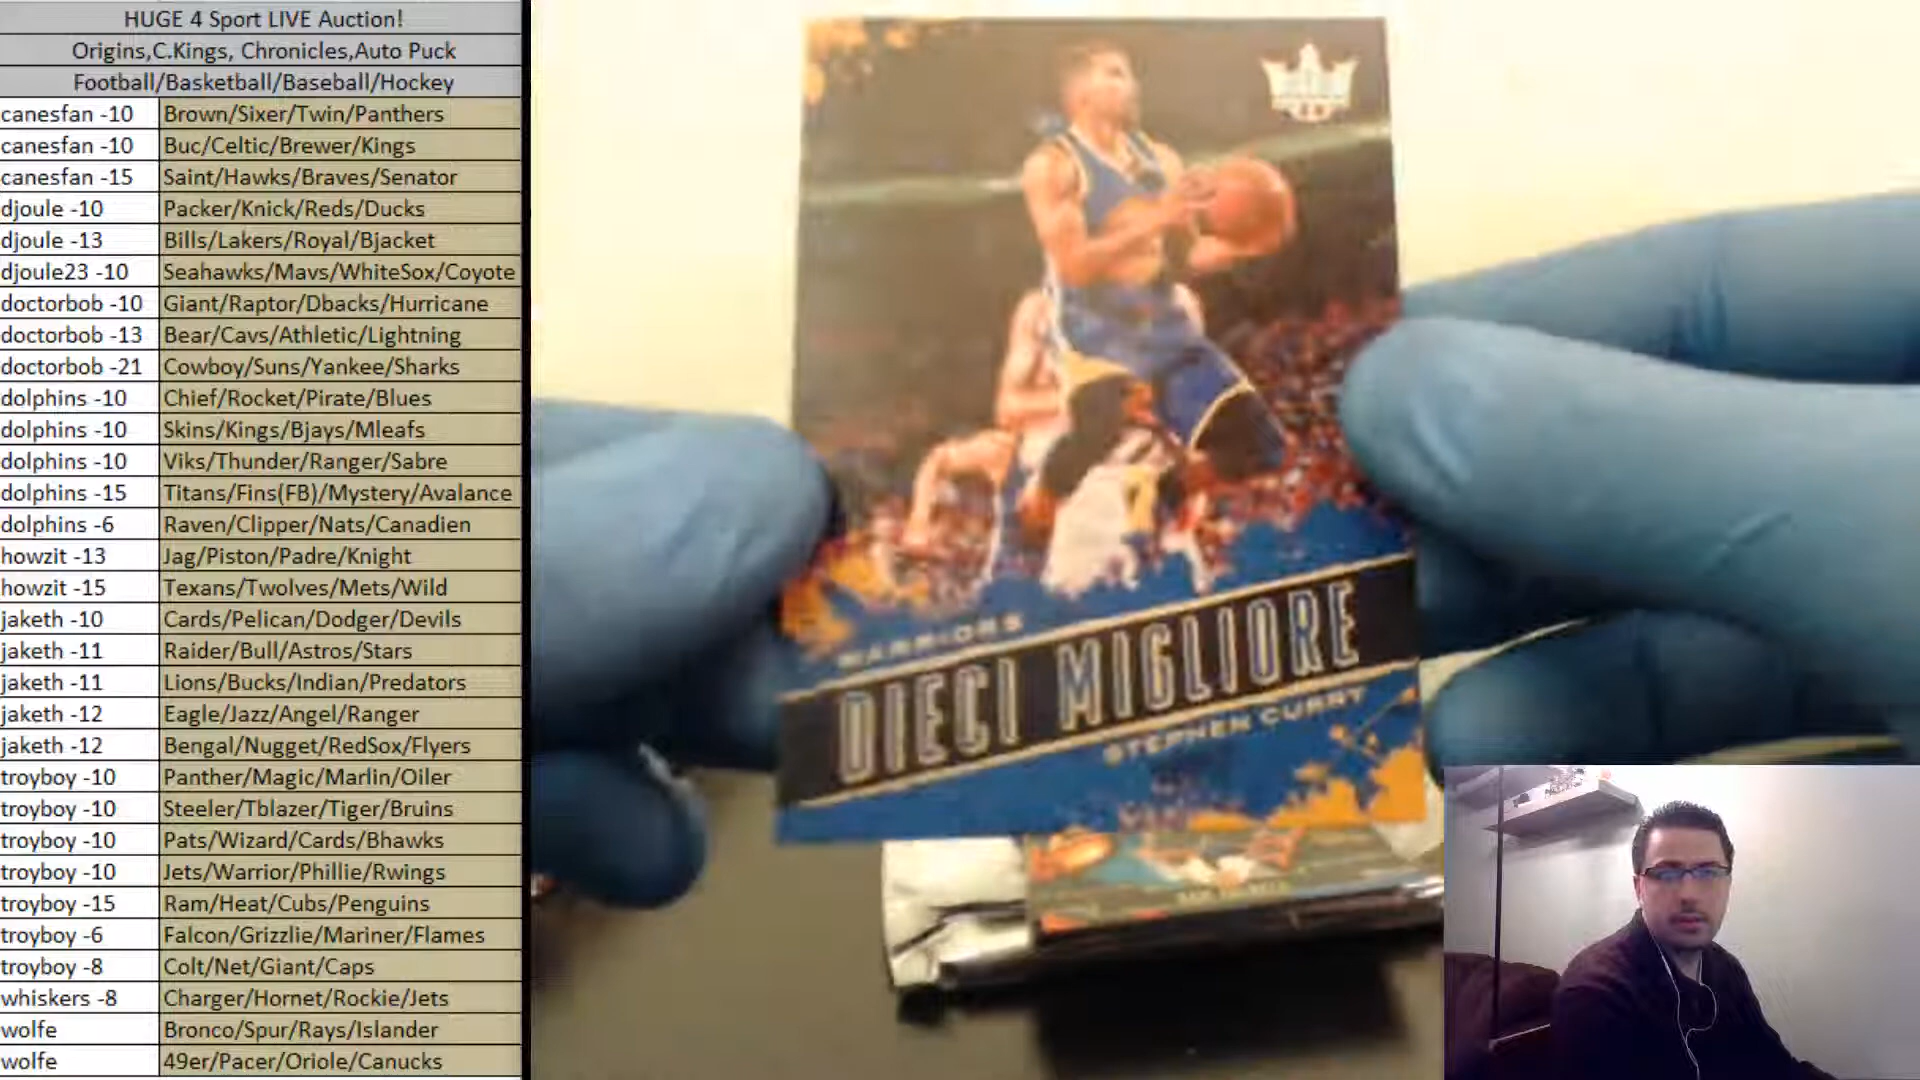 HUGE 4 Sport LIVE Auction!
Origins,C.Kings, Chronicles,Auto Puck
Football/Basketball/Baseball/Hockey
canesfan -10 Brown/Sixer/Twin/Panthers
canesfan -10 Buc/Celtic/Brewer/Kings
canesfan -15 Saint/Hawks/Braves/Senator
djoule -10 Packer/Knick/Reds/Ducks
djoule -13 Bills/Lakers/Royal/Bjacket
djoule23 -10 Seahawks/Mavs/WhiteSox/Coyote
doctorbob -10 Giant/Raptor/Dbacks/Hurricane
doctorbob -13 Bear/Cavs/Athletic/Lightning
doctorbob -21 Cowboy/Suns/Yankee/Sharks
dolphins -10 Chief/Rocket/Pirate/Blues
dolphins -10 Skins/Kings/Bjays/Mleafs
dolphins -10 Viks/Thunder/Ranger/Sabre
dolphins -15 Titans/Fins(FB)/Mystery/Avalance
dolphins -6 Raven/Clipper/Nats/Canadien
howzit -13 Jag/Piston/Padre/Knight
howzit -15 Texans/Twolves/Mets/Wild
jaketh -10 Cards/Pelican/Dodger/Devils
jaketh -11 Raider/Bull/Astros/Stars
jaketh -11 Lions/Bucks/Indian/Predators
jaketh -12 Eagle/Jazz/Angel/Ranger
jaketh -12 Bengal/Nugget/RedSox/Flyers
troyboy -10 Panther/Magic/Marlin/Oiler
troyboy -10 Steeler/Tblazer/Tiger/Bruins
troyboy -10 Pats/Wizard/Cards/Bhawks
troyboy -10 Jets/Warrior/Phillie/Rwings
troyboy -15 Ram/Heat/Cubs/Penguins
troyboy -6 Falcon/Grizzlie/Mariner/Flames
troyboy -8 Colt/Net/Giant/Caps
whiskers -8 Charger/Hornet/Rockie/Jets
wolfe Bronco/Spur/Rays/Islander
wolfe 49er/Pacer/Oriole/Canucks
WARRIORS
DIECI MIGLIORE
STEPHEN CURRY